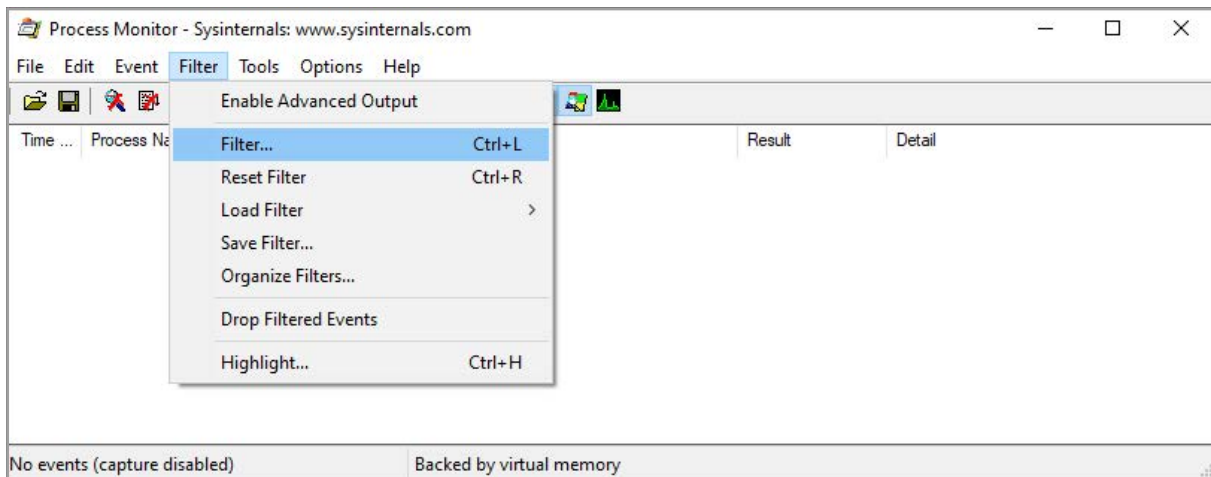 Process Monitor - Sysinternals: www.sysinternals.com
File Edit Event Filter Tools Options Help
Enable Advanced Output
Time ... Process Na Result Detail
Filter... Ctrl+L
Reset Filter Ctrl+R
Load Filter >
Save Filter...
Organize Filters...
Drop Filtered Events
Highlight... Ctrl+H
No events (capture disabled) Backed by virtual memory